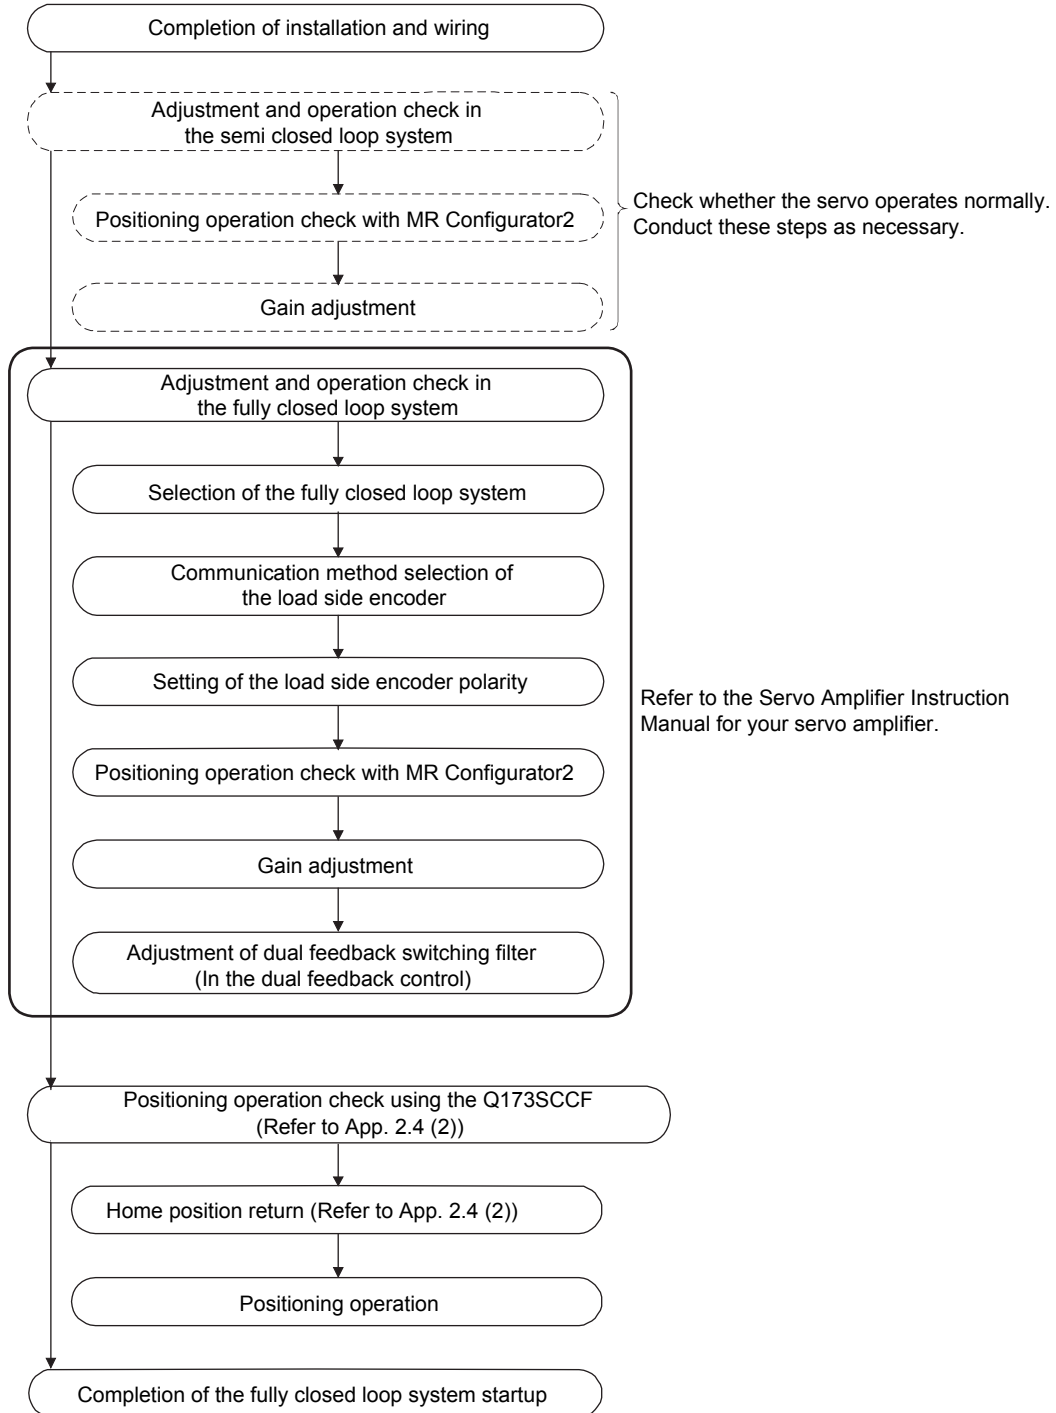 Completion of installation and wiring
Adjustment and operation check in
the semi closed loop system
Positioning operation check with MR Configurator2
Gain adjustment
Check whether the servo operates normally.
Conduct these steps as necessary.
Adjustment and operation check in
the fully closed loop system
Selection of the fully closed loop system
Communication method selection of
the load side encoder
Setting of the load side encoder polarity
Positioning operation check with MR Configurator2
Gain adjustment
Adjustment of dual feedback switching filter
(In the dual feedback control)
Refer to the Servo Amplifier Instruction
Manual for your servo amplifier.
Positioning operation check using the Q173SCCF
(Refer to App. 2.4 (2))
Home position return (Refer to App. 2.4 (2))
Positioning operation
Completion of the fully closed loop system startup